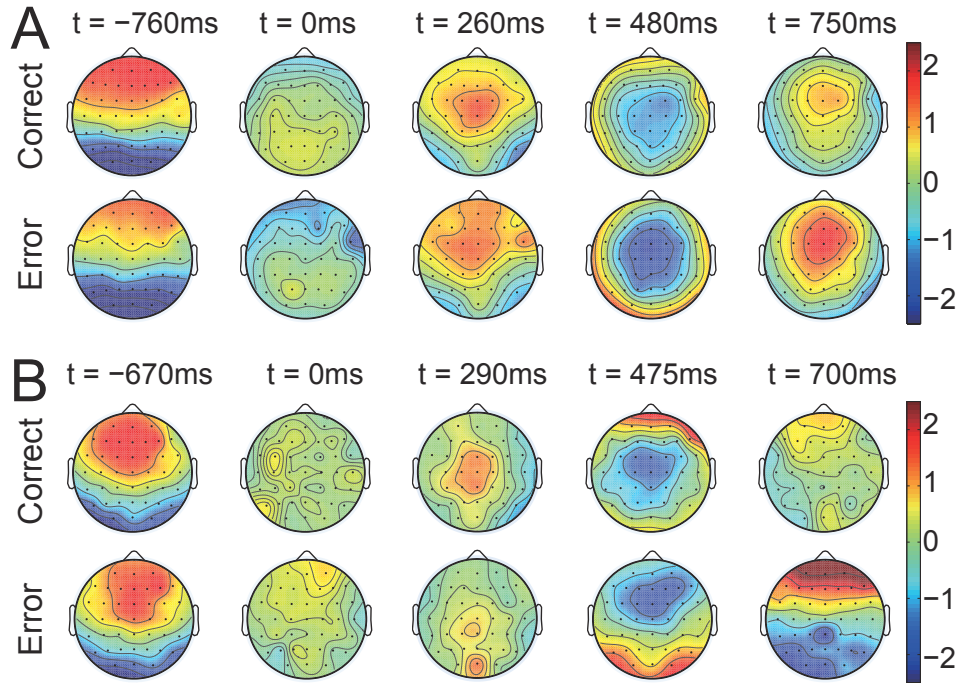 A
t = −760ms t = 0ms t = 260ms t = 480ms t = 750ms
Correct
Error
2
1
0
−1
−2
B
t = −670ms t = 0ms t = 290ms t = 475ms t = 700ms
Correct
Error
2
1
0
−1
−2